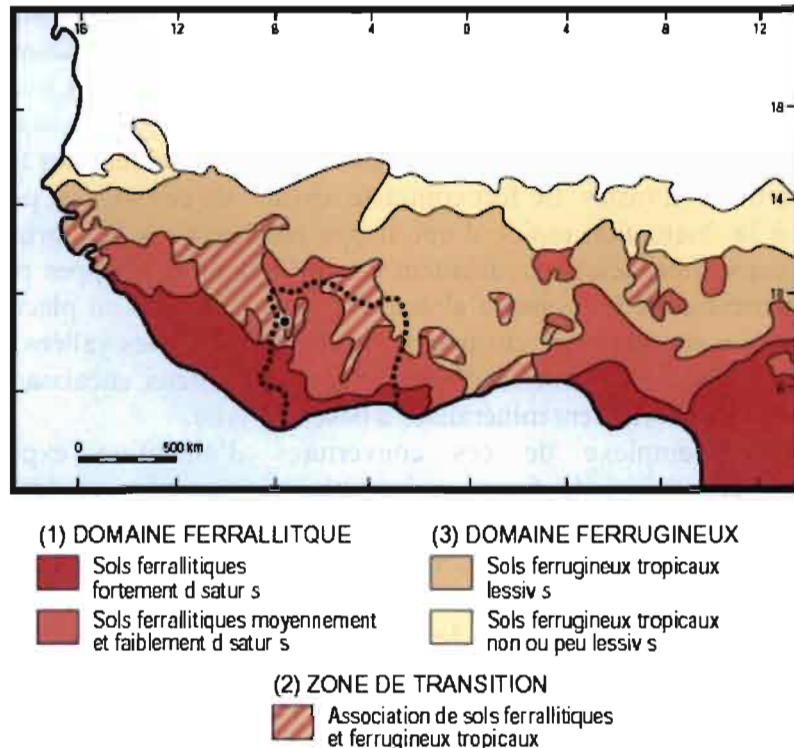 16 12 8 4 0 4 8 12
18
14
0 500 km
(1) DOMAINE FERRALLITQUE
Sols ferrallitiques
fortement d satur s
Sols ferrallitiques moyennement
et faiblement d satur s
(3) DOMAINE FERRUGINEUX
Sols ferrugineux tropicaux
lessiv s
Sols ferrugineux tropicaux
non ou peu lessiv s
(2) ZONE DE TRANSITION
Association de sols ferrallitiques
et ferrugineux tropicaux